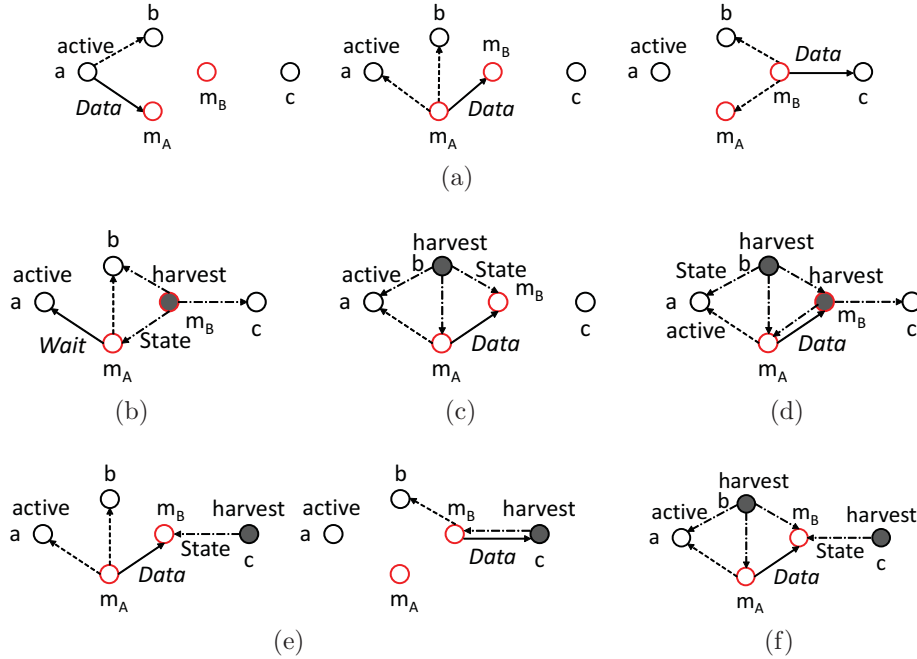 b
active
a
Data
m_A
m_B
c
b
a
m_B
Data
m_A
c
Data
a
b
m_B
c
m_A
(a)
b
active
harvest
a
m_B
c
Wait
State
m_A
(b)
harvest
b
State
active
m_B
a
Data
c
m_A
(c)
harvest
b
State
harvest
a
m_B
c
active
Data
m_A
(d)
b
active
m_B
harvest
a
State
Data
c
m_A
b
active
m_B
harvest
a
Data
c
m_A
(e)
harvest
b
active
m_B
harvest
a
State
Data
c
m_A
(f)